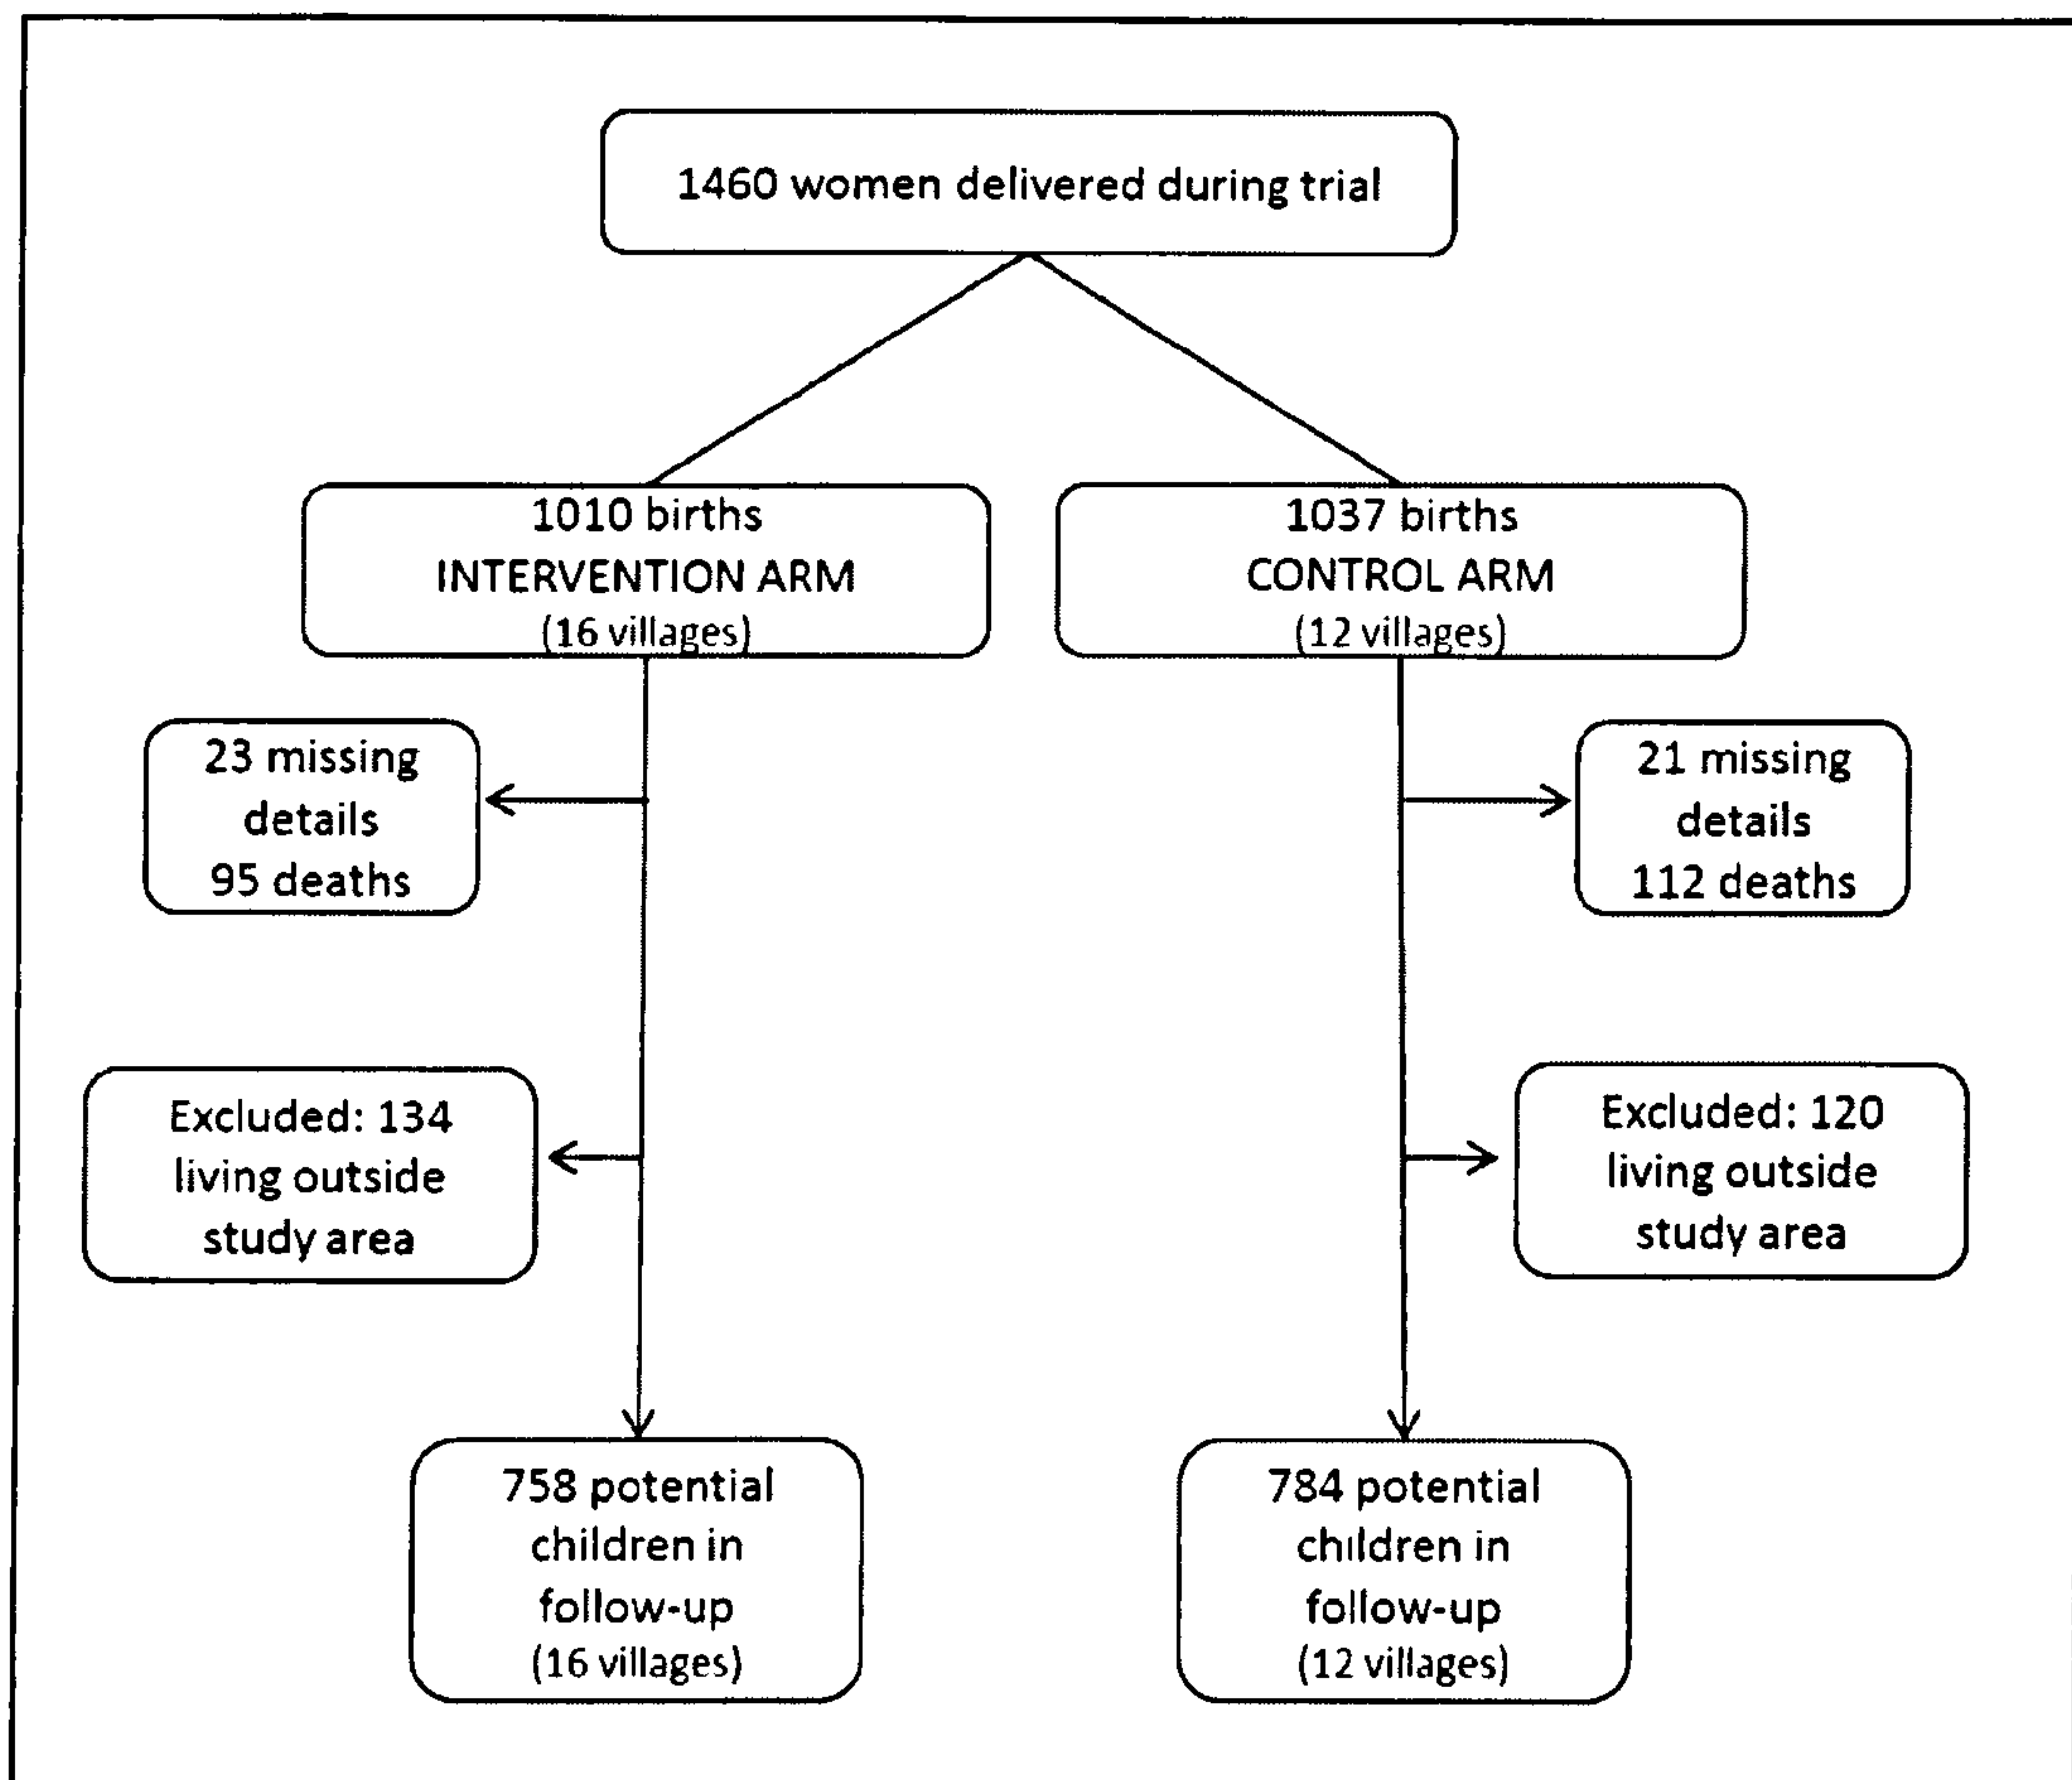 1460 women delivered during trial
1010 births
INTERVENTION ARM
(16 villages)
1037 births
CONTROL ARM
(12 villages)
23 missing
details
95 deaths
21 missing
details
112 deaths
Excluded: 134
living outside
study area
Excluded: 120
living outside
study area
758 potential
children in
follow-up
(16 villages)
784 potential
children in
follow-up
(12 villages)